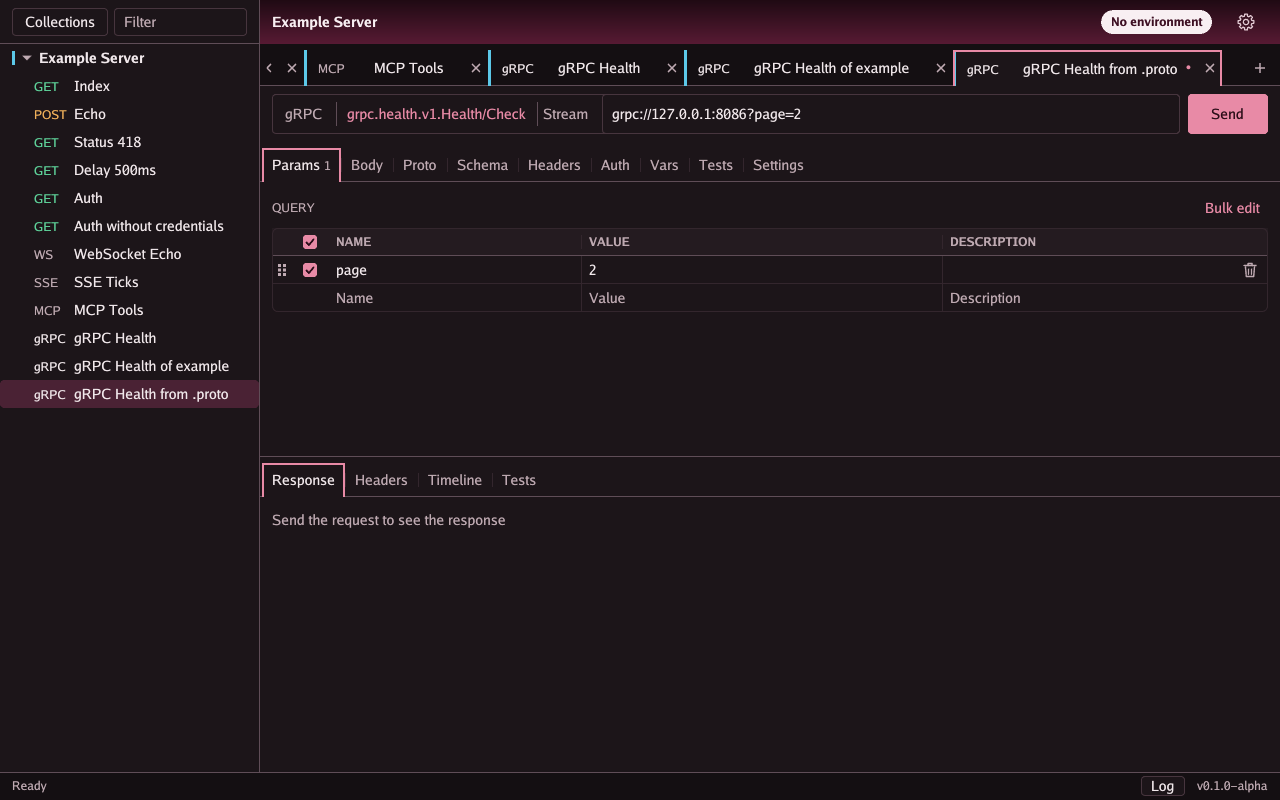 Collections
Filter
Example Server
No environment
Example Server
GET Index
POST Echo
GET Status 418
GET Delay 500ms
GET Auth
GET Auth without credentials
WS WebSocket Echo
SSE SSE Ticks
MCP MCP Tools
gRPC gRPC Health
gRPC gRPC Health of example
gRPC gRPC Health from .proto
MCP MCP Tools
gRPC gRPC Health
gRPC gRPC Health of example
gRPC gRPC Health from .proto
gRPC grpc.health.v1.Health/Check Stream grpc://127.0.0.1:8086?page=2
Send
Params 1 Body Proto Schema Headers Auth Vars Tests Settings
QUERY
Bulk edit
NAME VALUE DESCRIPTION
page 2
Name Value Description
Response Headers Timeline Tests
Send the request to see the response
Ready
Log
v0.1.0-alpha